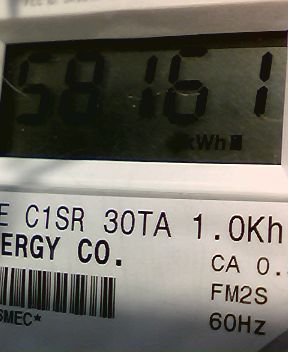 58161
kWh
E C1SR 30TA 1.0Kh
ERGY CO.
CA 0.
FM2S
SMEC*
60Hz